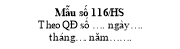 Mẫu số 116/HS
Theo QĐ số .... ngày....
tháng.... năm.......